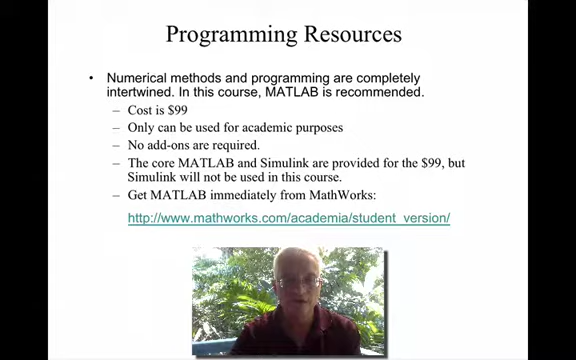 Programming Resources
• Numerical methods and programming are completely
intertwined. In this course, MATLAB is recommended.
– Cost is $99
– Only can be used for academic purposes
– No add-ons are required.
– The core MATLAB and Simulink are provided for the $99, but
Simulink will not be used in this course.
– Get MATLAB immediately from MathWorks:
http://www.mathworks.com/academia/student_version/